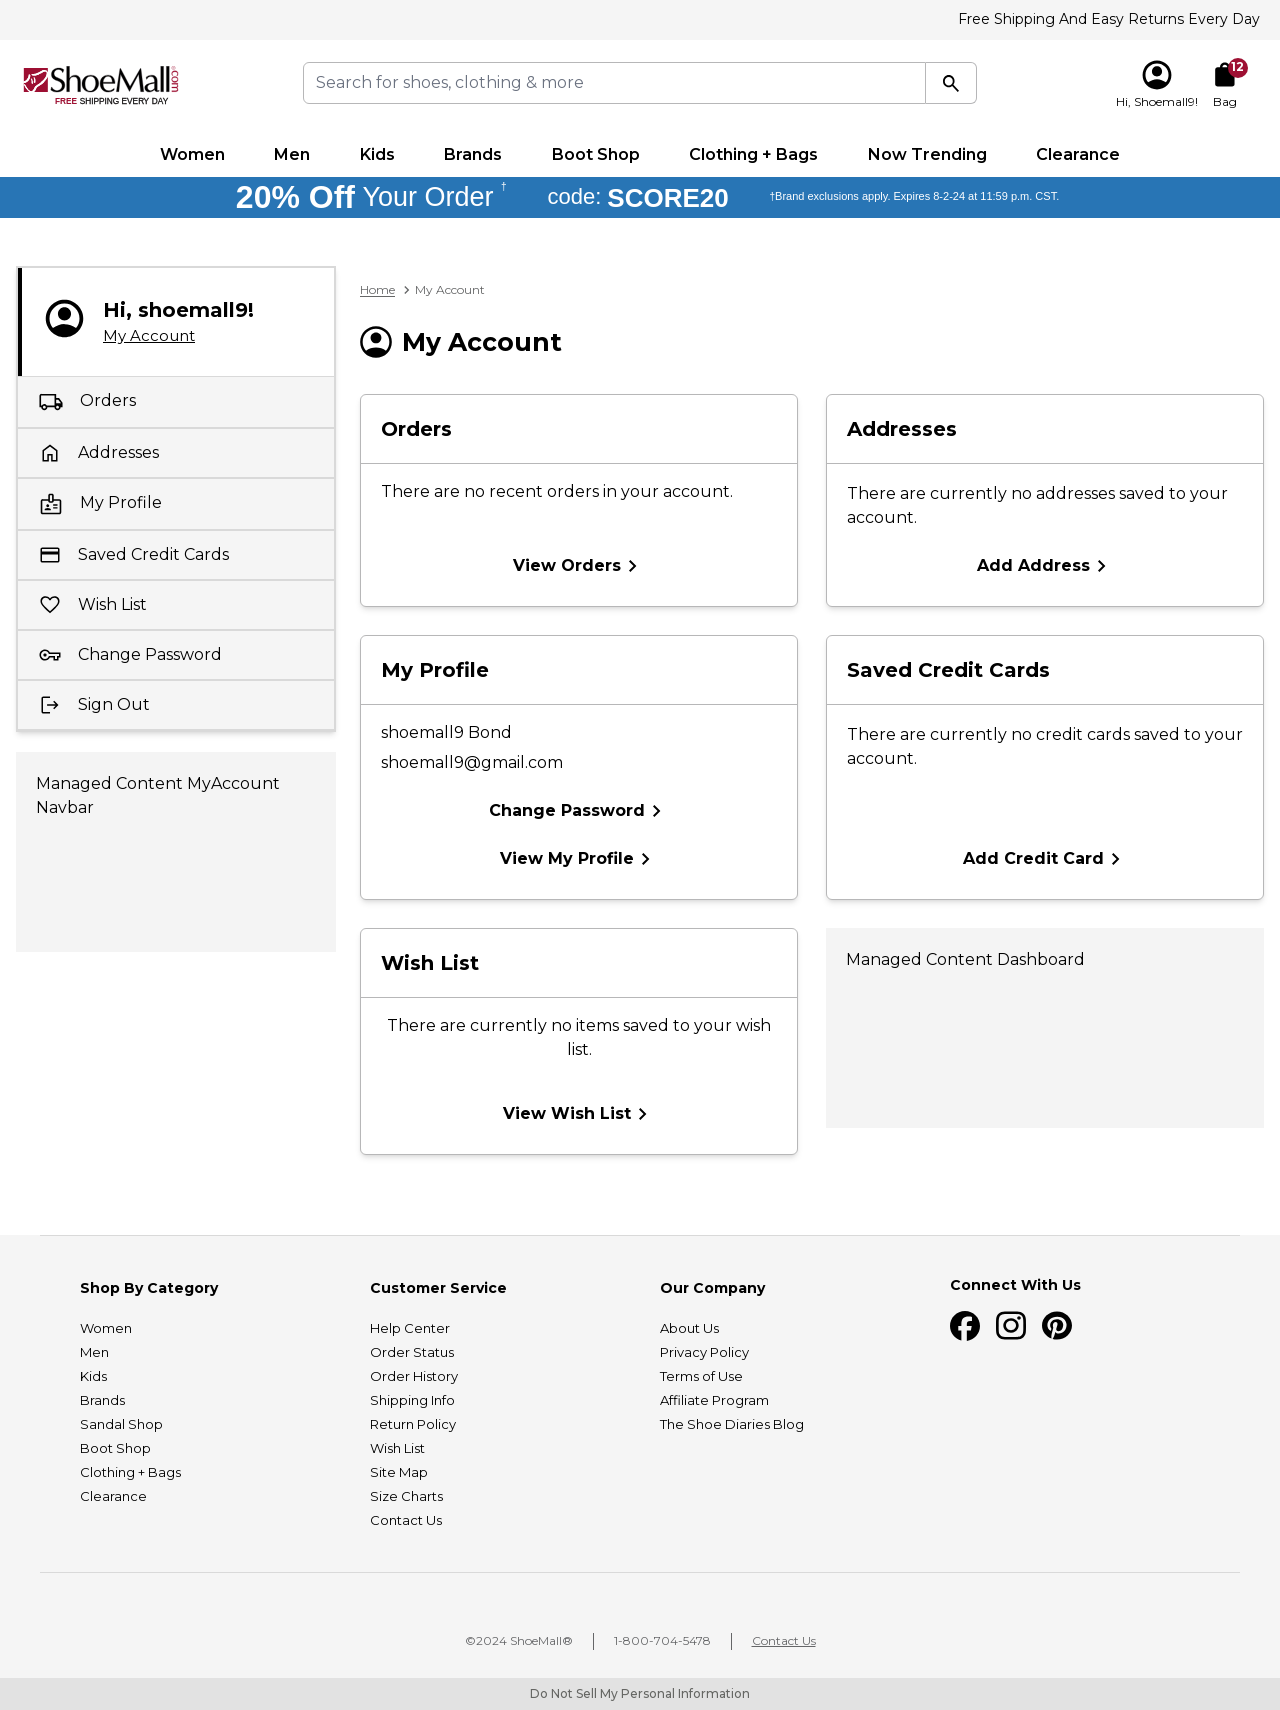 Free Shipping And Easy Returns Every Day
ShoeMall.com®
FREE SHIPPING EVERY DAY
Search for shoes, clothing & more
12
Hi, Shoemall9!
Bag
Women
Men
Kids
Brands
Boot Shop
Clothing + Bags
Now Trending
Clearance
20% Off Your Order † code: SCORE20 †Brand exclusions apply. Expires 8-2-24 at 11:59 p.m. CST.
Hi, shoemall9!
My Account
Orders
Addresses
My Profile
Saved Credit Cards
Wish List
Change Password
Sign Out
Managed Content MyAccount
Navbar
Home > My Account
My Account
Orders
There are no recent orders in your account.
View Orders
Addresses
There are currently no addresses saved to your
account.
Add Address
My Profile
shoemall9 Bond
shoemall9@gmail.com
Change Password
View My Profile
Saved Credit Cards
There are currently no credit cards saved to your
account.
Add Credit Card
Wish List
There are currently no items saved to your wish
list.
View Wish List
Managed Content Dashboard
Shop By Category
Women
Men
Kids
Brands
Sandal Shop
Boot Shop
Clothing + Bags
Clearance
Customer Service
Help Center
Order Status
Order History
Shipping Info
Return Policy
Wish List
Site Map
Size Charts
Contact Us
Our Company
About Us
Privacy Policy
Terms of Use
Affiliate Program
The Shoe Diaries Blog
Connect With Us
©2024 ShoeMall®
1-800-704-5478
Contact Us
Do Not Sell My Personal Information